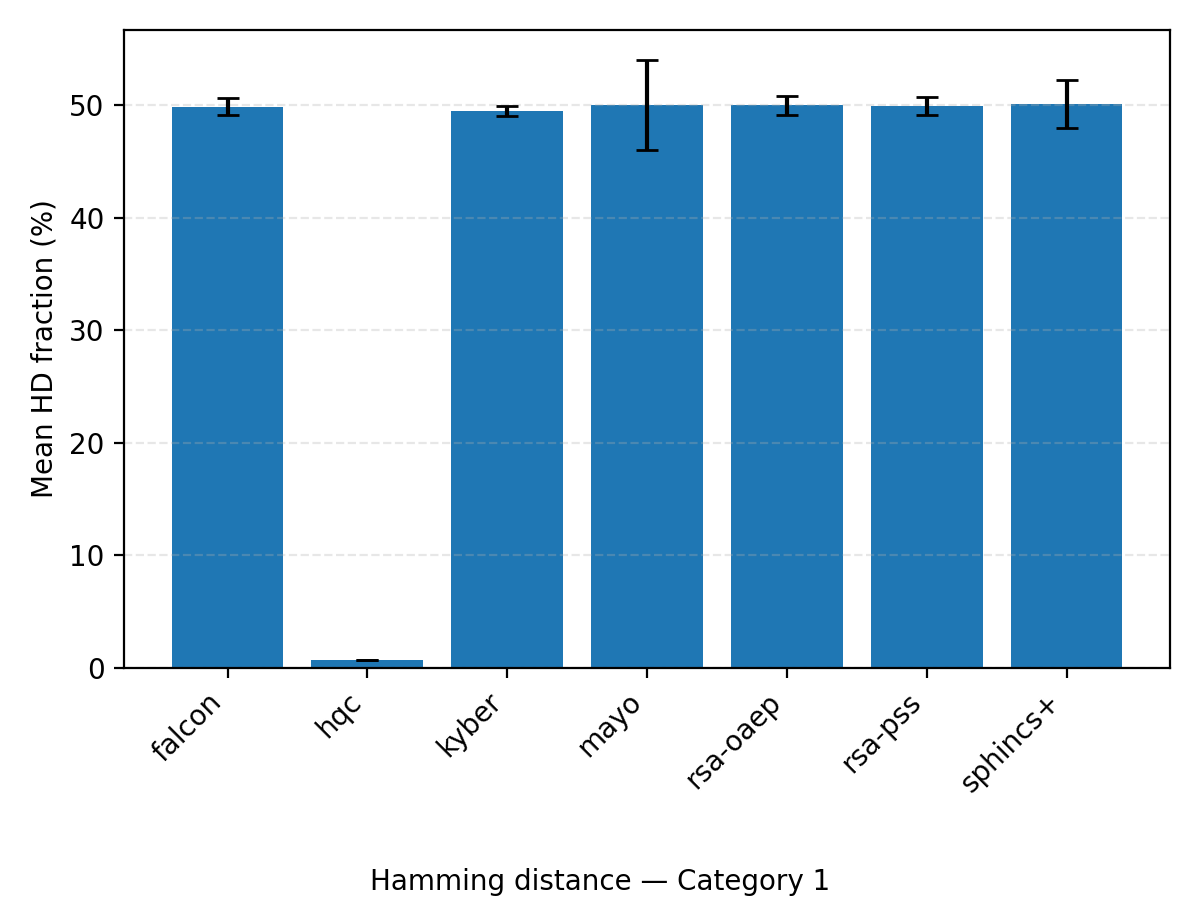 Mean HD fraction (%)
50
40
30
20
10
0
falcon
hqc
kyber
mayo
rsa-oaep
rsa-pss
sphincs+
Hamming distance — Category 1